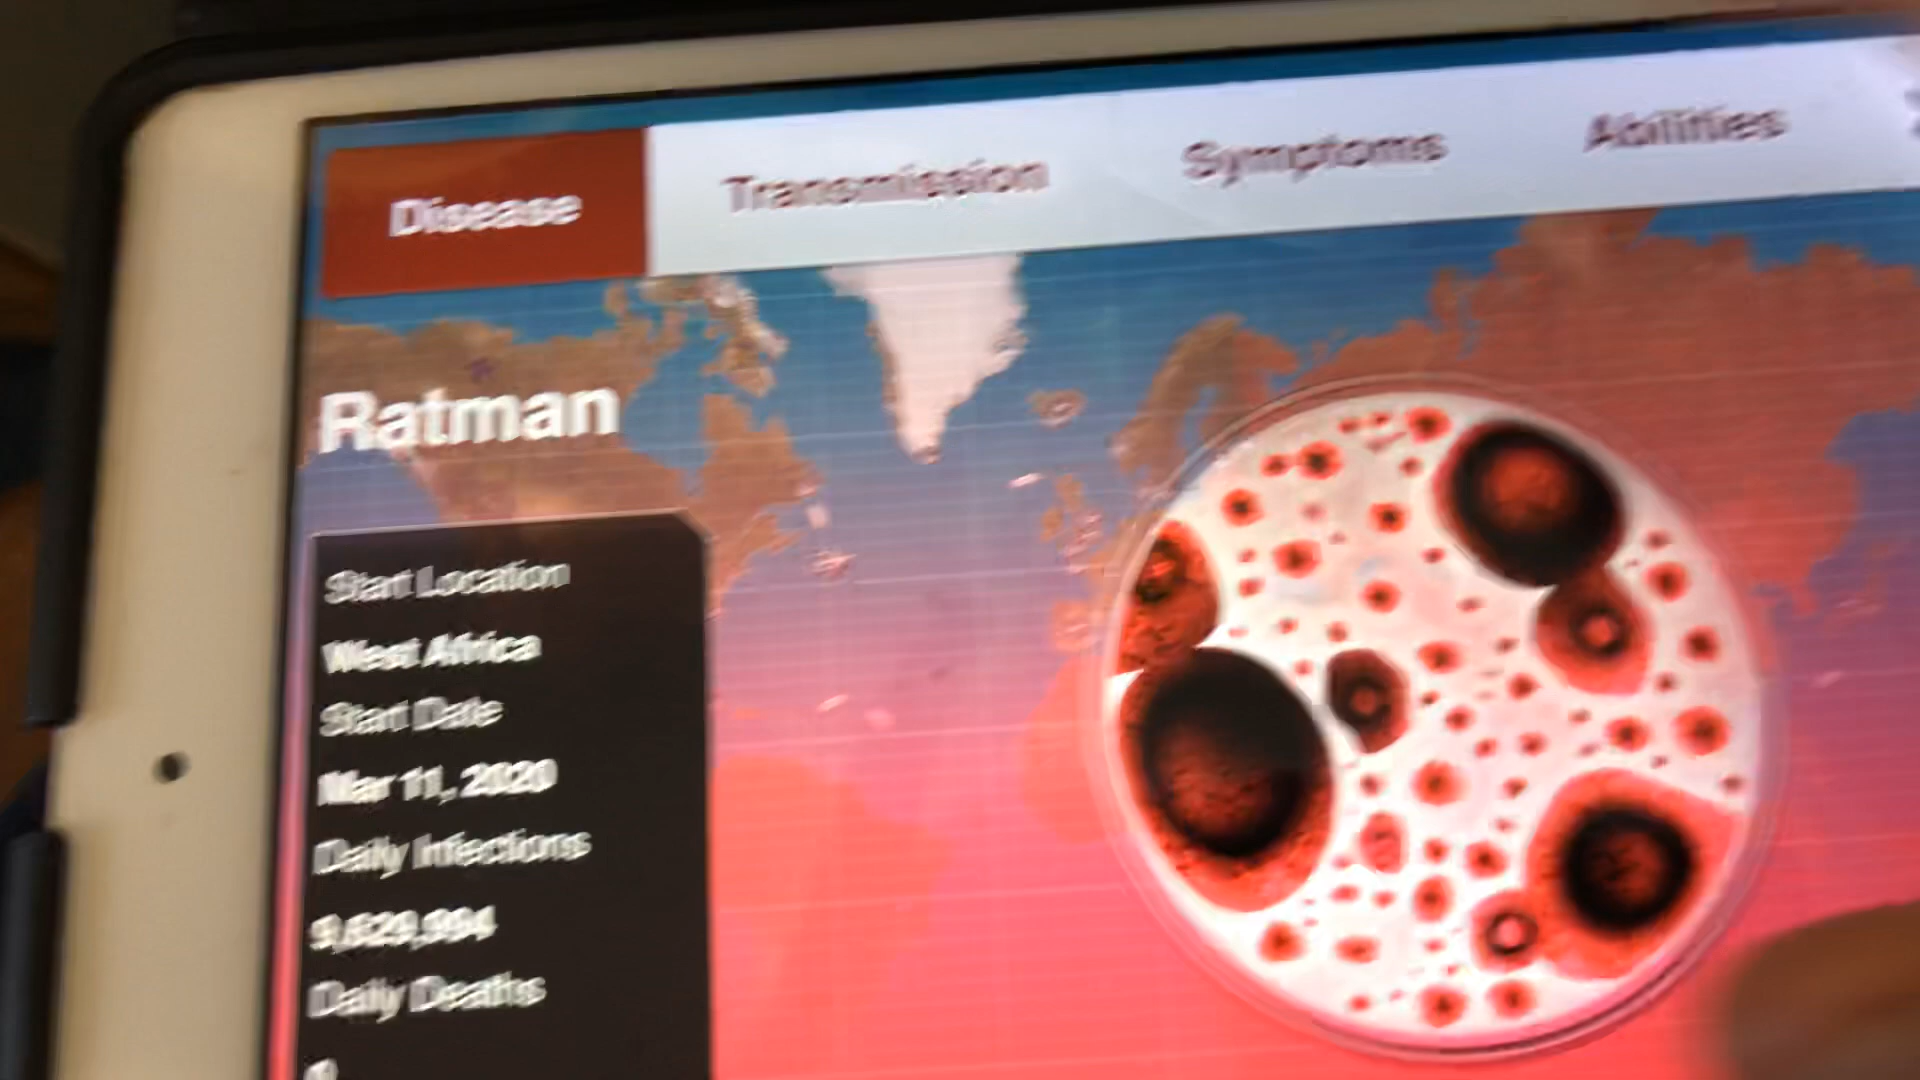 Disease
Transmission
Symptoms
Abilities
Ratman
Start Location
West Africa
Start Date
Mar 11, 2020
Daily Infections
9,629,994
Daily Deaths